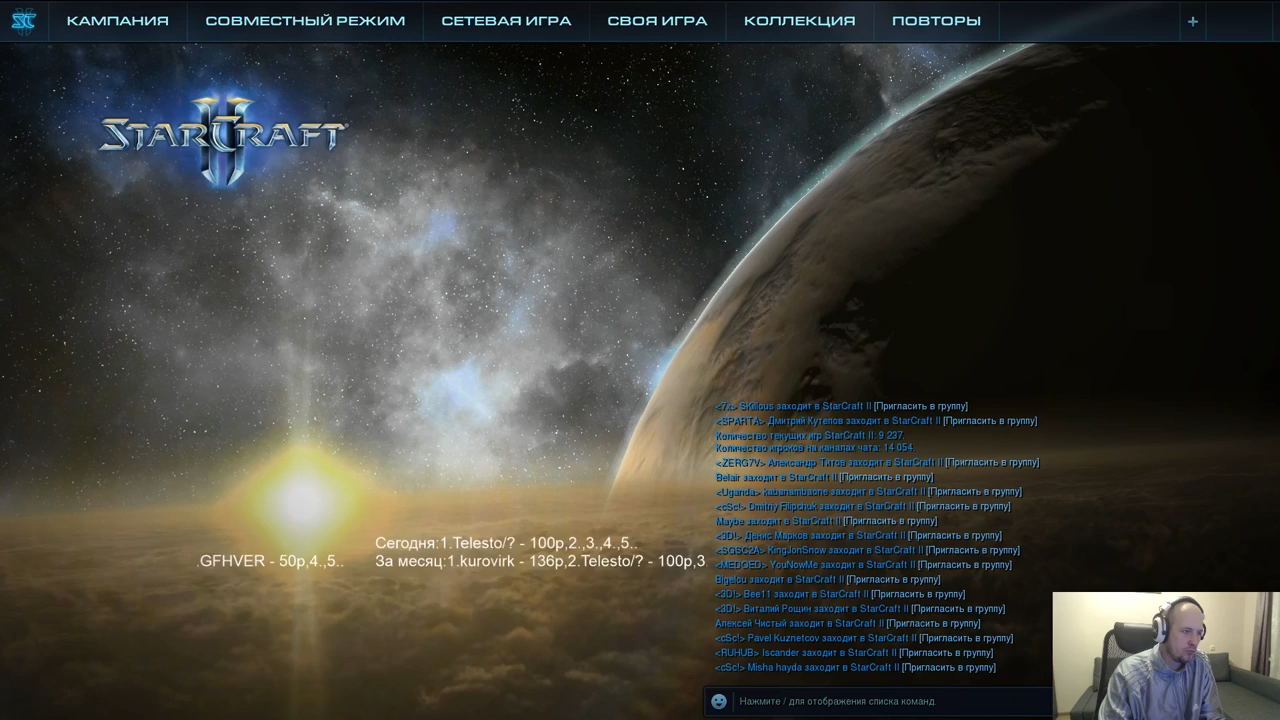 КАМПАНИЯ СОВМЕСТНЫЙ РЕЖИМ СЕТЕВАЯ ИГРА СВОЯ ИГРА КОЛЛЕКЦИЯ ПОВТОРЫ +
STARCRAFT II
<7x> SKillous заходит в StarCraft II [Пригласить в группу]
<SPARTA> Дмитрий Кутепов заходит в StarCraft II [Пригласить в группу]
Количество текущих игр StarCraft II: 9 237.
Количество игроков на каналах чата: 14 054.
<ZERG7V> Александр Титов заходит в StarCraft II [Пригласить в группу]
Belair заходит в StarCraft II [Пригласить в группу]
<Uganda> kabanambaone заходит в StarCraft II [Пригласить в группу]
<cSc!> Dmitriy Filipchuk заходит в StarCraft II [Пригласить в группу]
Maybe заходит в StarCraft II [Пригласить в группу]
<3D!> Денис Марков заходит в StarCraft II [Пригласить в группу]
<SGSC2A> KingJonSnow заходит в StarCraft II [Пригласить в группу]
<MEDOED> YouNowMe заходит в StarCraft II [Пригласить в группу]
Bigelou заходит в StarCraft II [Пригласить в группу]
<3D!> Bee11 заходит в StarCraft II [Пригласить в группу]
<3D!> Виталий Рощин заходит в StarCraft II [Пригласить в группу]
Алексей Чистый заходит в StarCraft II [Пригласить в группу]
<cSc!> Pavel Kuznetcov заходит в StarCraft II [Пригласить в группу]
<RUHUB> Iscander заходит в StarCraft II [Пригласить в группу]
<cSc!> Misha hayda заходит в StarCraft II [Пригласить в группу]
Сегодня:1.Telesto/? - 100р,2.,3.,4.,5..
.GFHVER - 50р,4.,5.. За месяц:1.kurovirk - 136р,2.Telesto/? - 100р,3
Нажмите / для отображения списка команд.